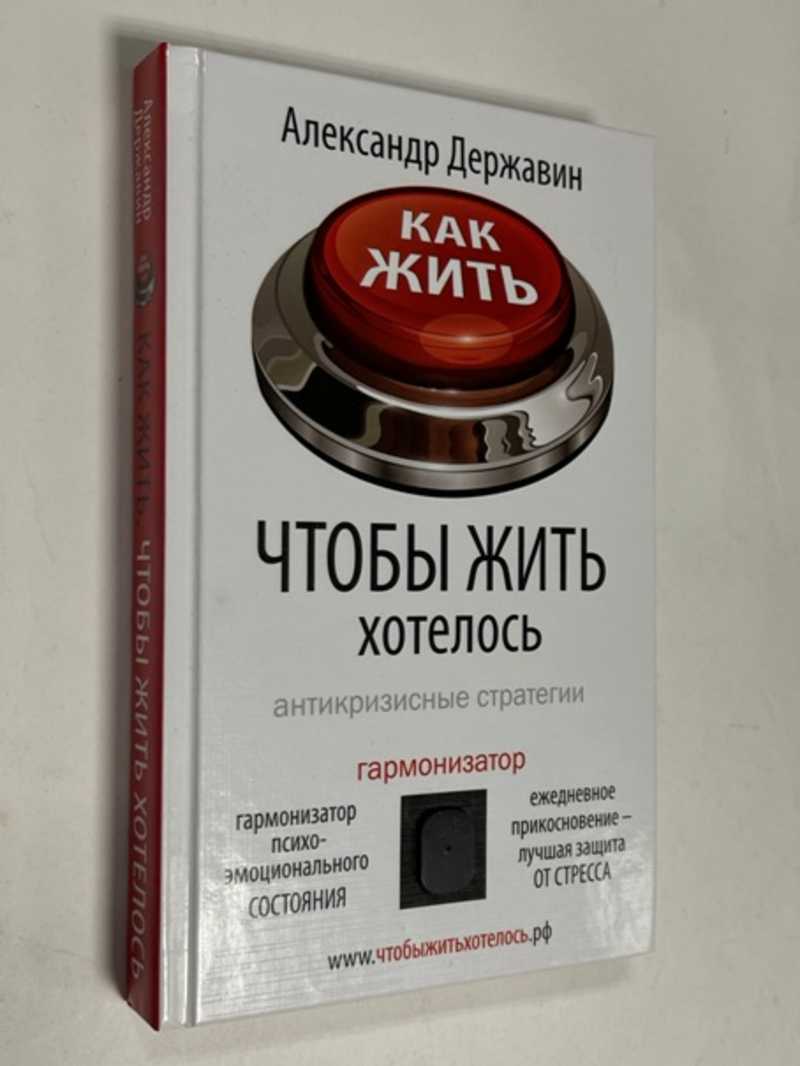 Александр Державин
КАК
ЖИТЬ
ЧТОБЫ ЖИТЬ
хотелось
антикризисные стратегии
гармонизатор
гармонизатор
психо-
эмоционального
СОСТОЯНИЯ
ежедневное
прикосновение –
лучшая защита
ОТ СТРЕССА
www.чтобыжитьхотелось.рф
Александр
Державин
КАК ЖИТЬ, ЧТОБЫ ЖИТЬ ХОТЕЛОСЬ